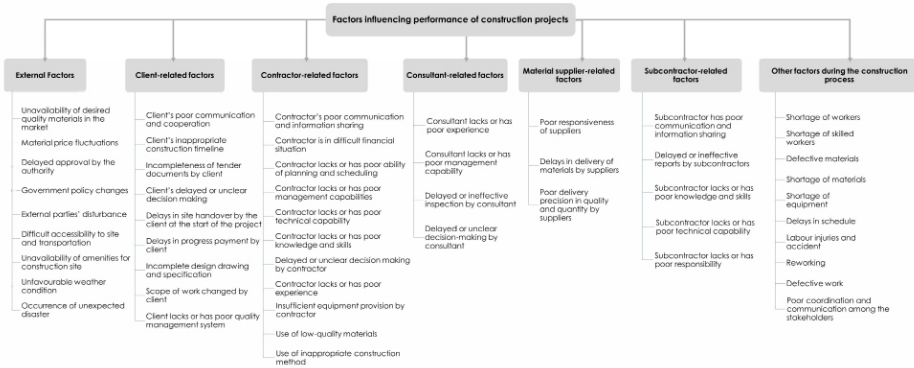 Factors influencing performance of construction projects
External Factors
Unavailability of desired
quality materials in the
market
Material price fluctuations
Delayed approval by the
authority
Government policy changes
External parties' disturbance
Difficult accessibility to site
and transportation
Unavailability of amenities for
construction site
Unfavourable weather
condition
Occurrence of unexpected
disaster
Client-related factors
Client's poor communication
and cooperation
Client's inappropriate
construction timeline
Incompleteness of tender
documents by client
Client's delayed or unclear
decision making
Delays in site handover by the
client at the start of the project
Delays in progress payment by
client
Incomplete design drawing
and specification
Scope of work changed by
client
Client lacks or has poor quality
management system
Contractor-related factors
Contractor's poor communication
and information sharing
Contractor is in difficult financial
situation
Contractor lacks or has poor ability
of planning and scheduling
Contractor lacks or has poor
management capabilities
Contractor lacks or has poor
technical capability
Contractor lacks or has poor
knowledge and skills
Delayed or unclear decision making
by contractor
Contractor lacks or has poor
experience
Insufficient equipment provision by
contractor
Use of low-quality materials
Use of inappropriate construction
method
Consultant-related factors
Consultant lacks or has
poor experience
Consultant lacks or has
poor management
capability
Delayed or ineffective
inspection by consultant
Delayed or unclear
decision-making by
consultant
Material supplier-related
factors
Poor responsiveness
of suppliers
Delays in delivery of
materials by suppliers
Poor delivery
precision in quality
and quantity by
suppliers
Subcontractor-related
factors
Subcontractor has poor
communication and
information sharing
Delayed or ineffective
reports by subcontractors
Subcontractor lacks or has
poor knowledge and skills
Subcontractor lacks or has
poor technical capability
Subcontractor lacks or has
poor responsibility
Other factors during the construction
process
Shortage of workers
Shortage of skilled
workers
Defective materials
Shortage of materials
Shortage of
equipment
Delays in schedule
Labour injuries and
accident
Reworking
Defective work
Poor coordination and
communication among the
stakeholders